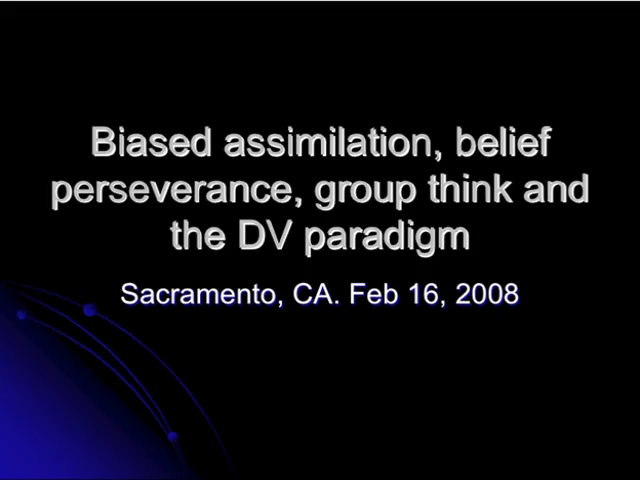 Biased assimilation, belief
perseverance, group think and
the DV paradigm
Sacramento, CA. Feb 16, 2008